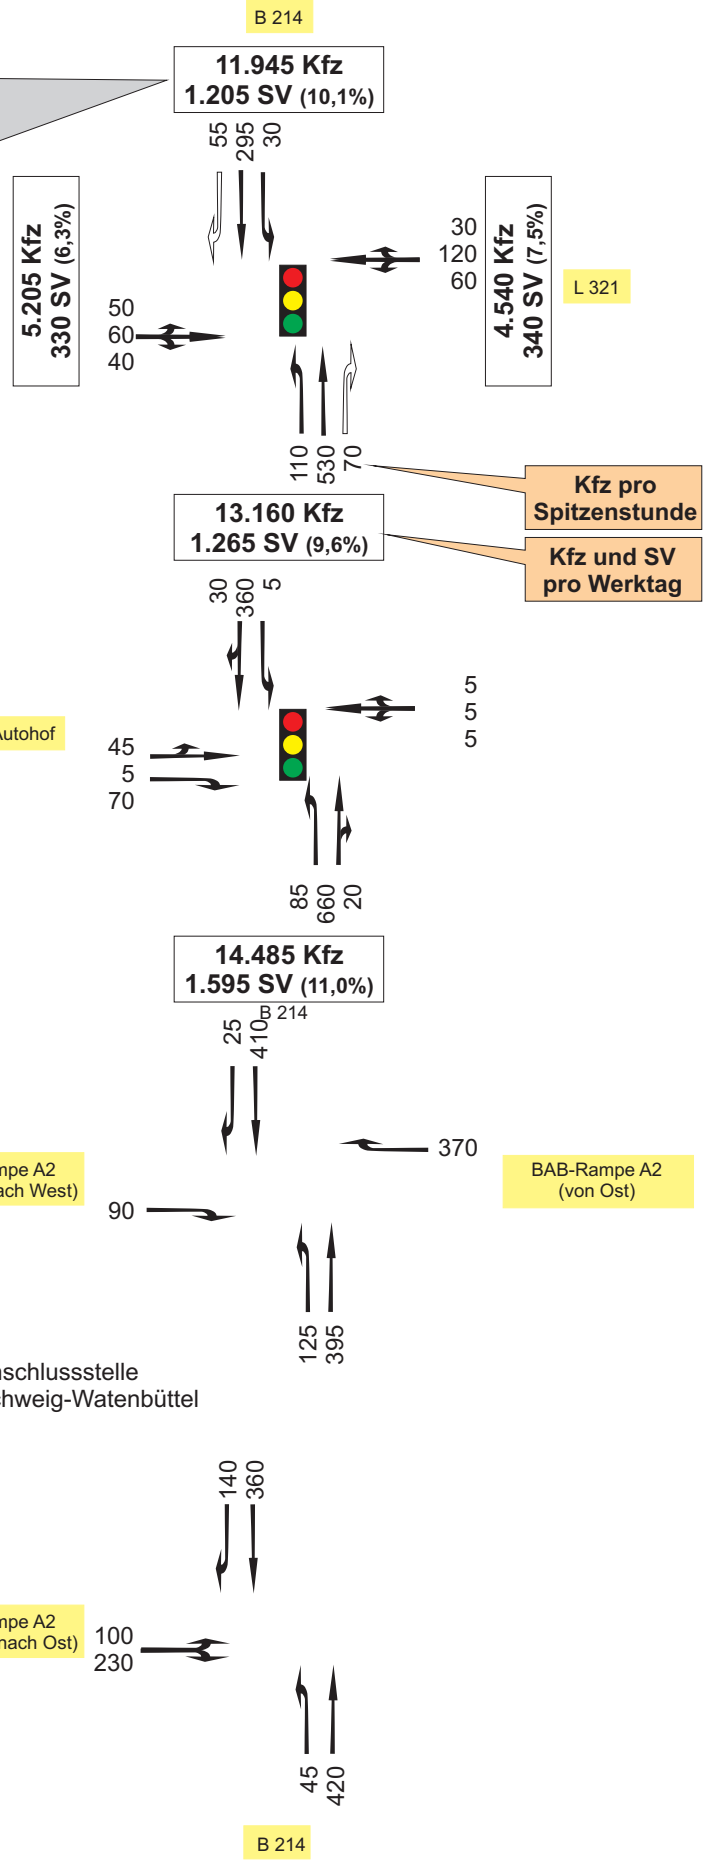 B 214
11.945 Kfz
1.205 SV (10,1%)
55
295
30
5.205 Kfz
330 SV (6,3%)
30
120
60
4.540 Kfz
340 SV (7,5%)
L 321
50
60
40
110
530
70
Kfz pro
Spitzenstunde
13.160 Kfz
1.265 SV (9,6%)
Kfz und SV
pro Werktag
30
360
5
5
5
5
Autohof
45
5
70
85
660
20
14.485 Kfz
1.595 SV (11,0%)
B 214
25
410
370
mpe A2
ach West)
BAB-Rampe A2
(von Ost)
90
125
395
nschlussstelle
chweig-Watenbüttel
140
360
mpe A2
nach Ost)
100
230
45
420
B 214